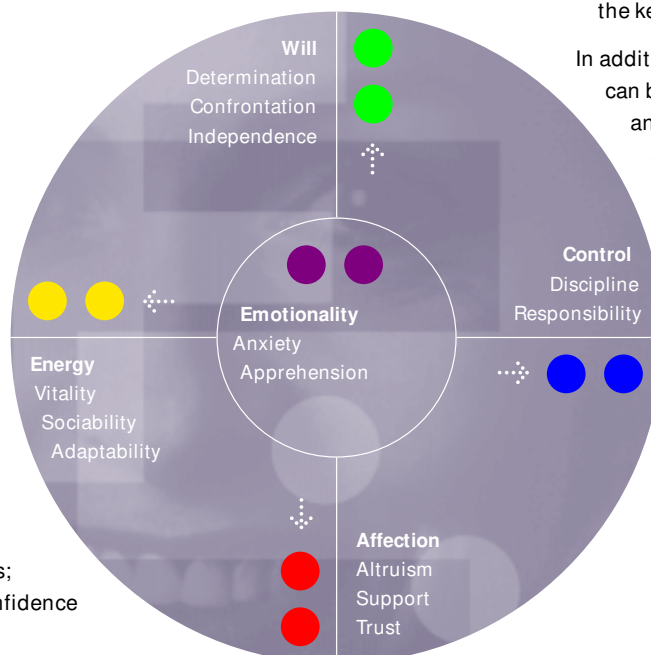 the ke
In addit
can b
an
Will
Determination
Confrontation
Independence
Control
Discipline
Responsibility
Emotionality
Anxiety
Apprehension
Energy
Vitality
Sociability
Adaptability
Affection
Altruism
Support
Trust
s;
nfidence